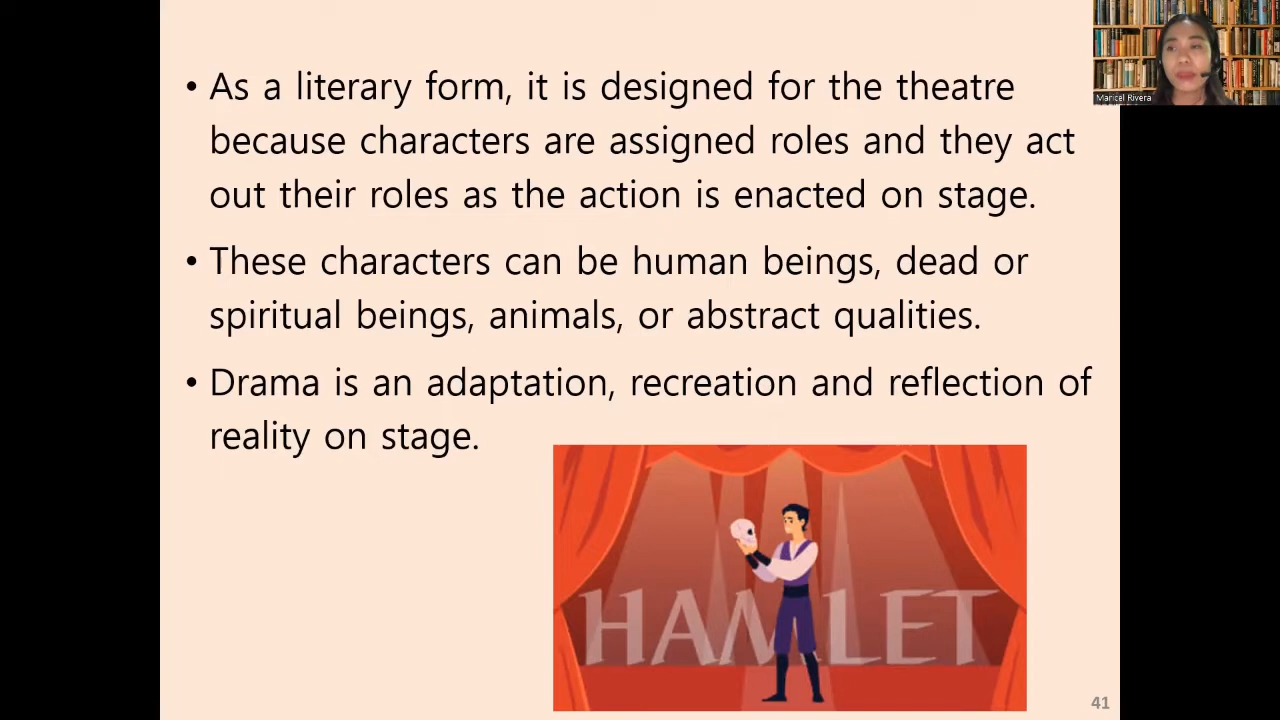 • As a literary form, it is designed for the theatre
because characters are assigned roles and they act
out their roles as the action is enacted on stage.
• These characters can be human beings, dead or
spiritual beings, animals, or abstract qualities.
• Drama is an adaptation, recreation and reflection of
reality on stage.
HAMLET
41
Maricel Rivera